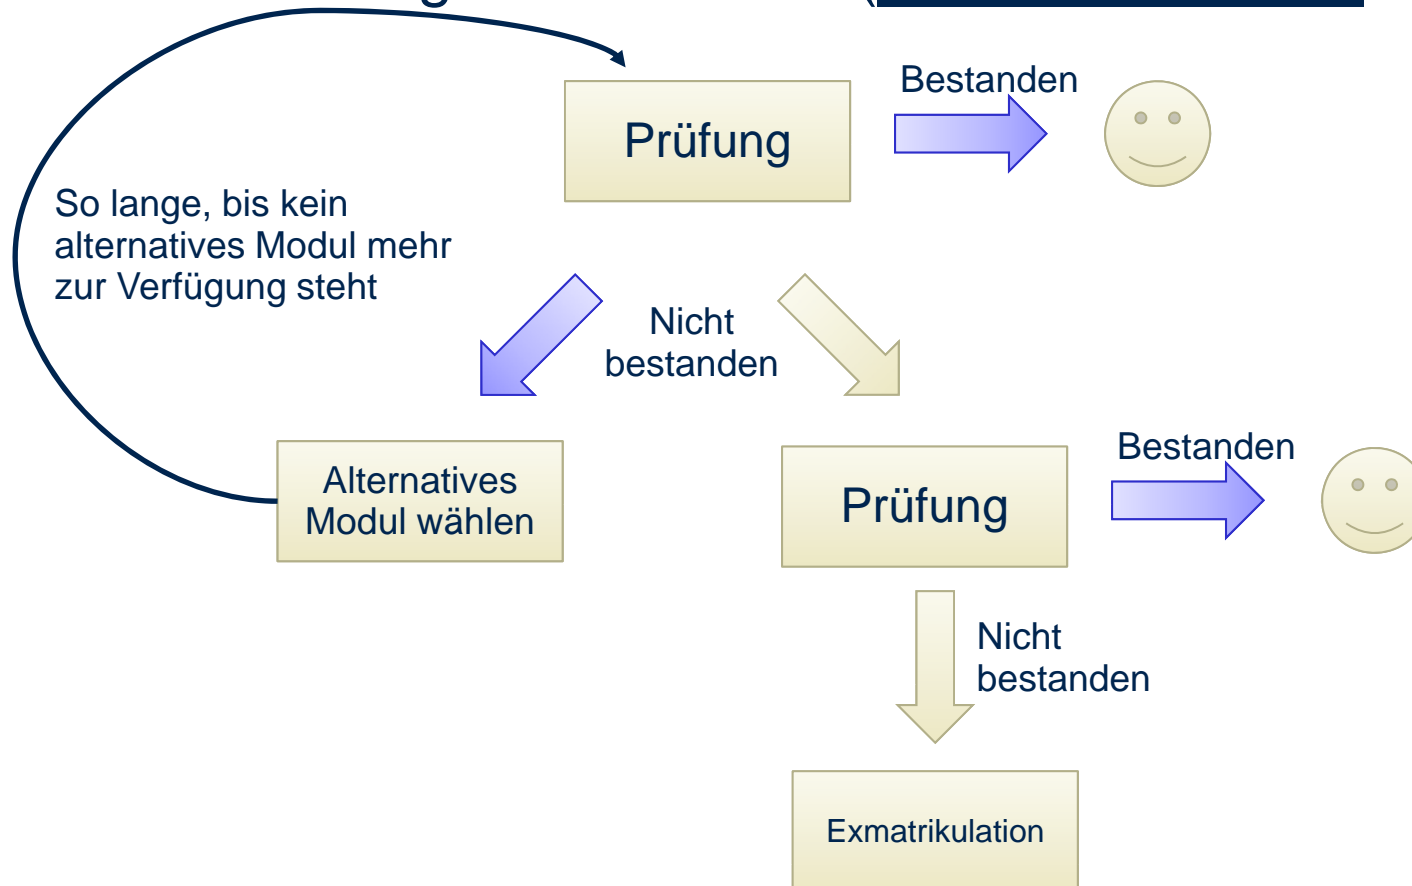 Bestanden
Prüfung
So lange, bis kein
alternatives Modul mehr
zur Verfügung steht
Nicht
bestanden
Bestanden
Alternatives
Modul wählen
Prüfung
Nicht
bestanden
Exmatrikulation